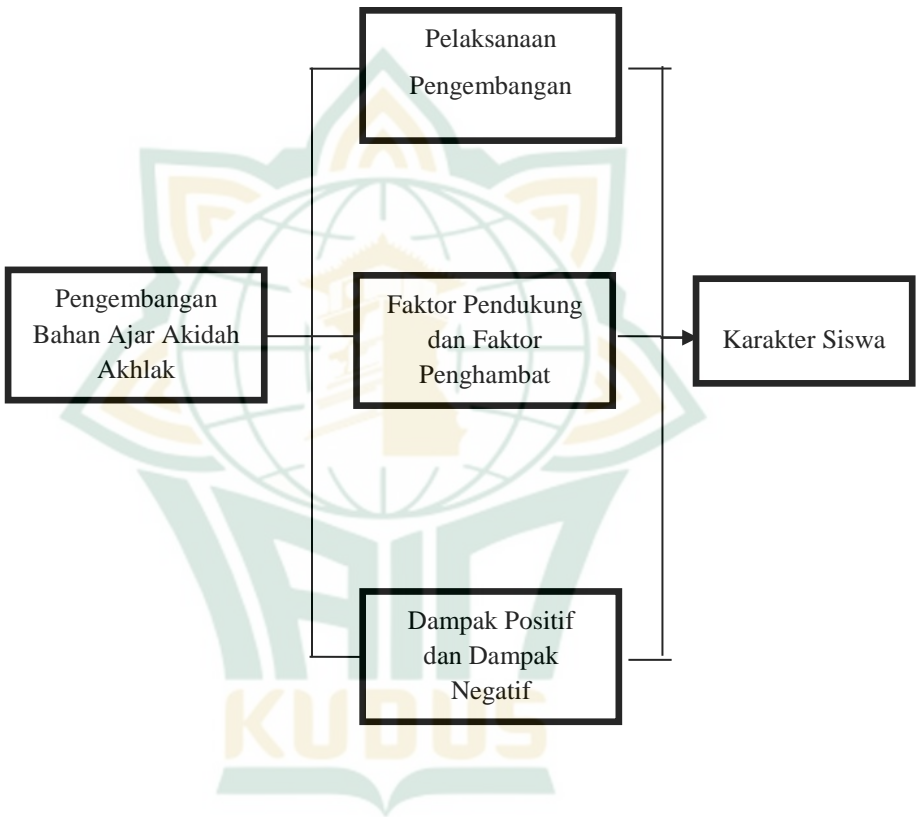 Pelaksanaan
Pengembangan
Pengembangan
Bahan Ajar Akidah
Akhlak
Faktor Pendukung
dan Faktor
Penghambat
Karakter Siswa
Dampak Positif
dan Dampak
Negatif
IAIN
KUDUS